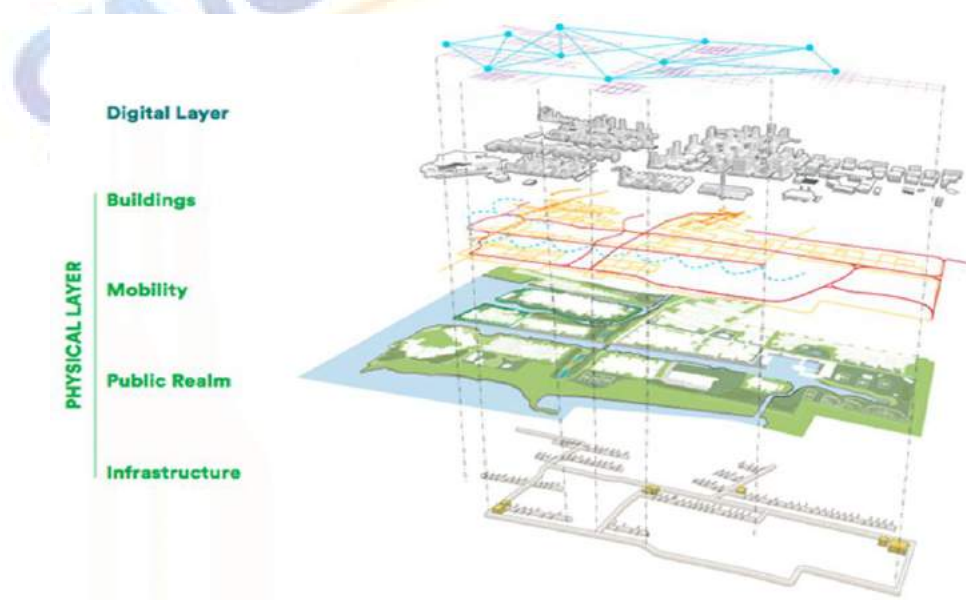 Digital Layer
Buildings
Mobility
PHYSICAL LAYER
Public Realm
Infrastructure